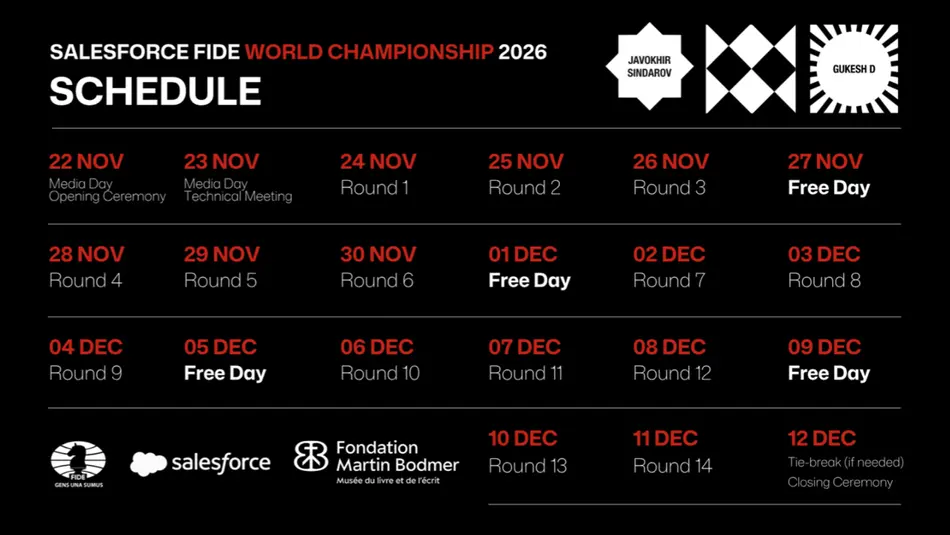 SALESFORCE FIDE WORLD CHAMPIONSHIP 2026
SCHEDULE
JAVOKHIR
SINDAROV
GUKESH D
22 NOV
Media Day
Opening Ceremony
23 NOV
Media Day
Technical Meeting
24 NOV
Round 1
25 NOV
Round 2
26 NOV
Round 3
27 NOV
Free Day
28 NOV
Round 4
29 NOV
Round 5
30 NOV
Round 6
01 DEC
Free Day
02 DEC
Round 7
03 DEC
Round 8
04 DEC
Round 9
05 DEC
Free Day
06 DEC
Round 10
07 DEC
Round 11
08 DEC
Round 12
09 DEC
Free Day
FIDE
GENS UNA SUMUS
salesforce
Fondation
Martin Bodmer
Musée du livre et de l'écrit
10 DEC
Round 13
11 DEC
Round 14
12 DEC
Tie-break (if needed)
Closing Ceremony